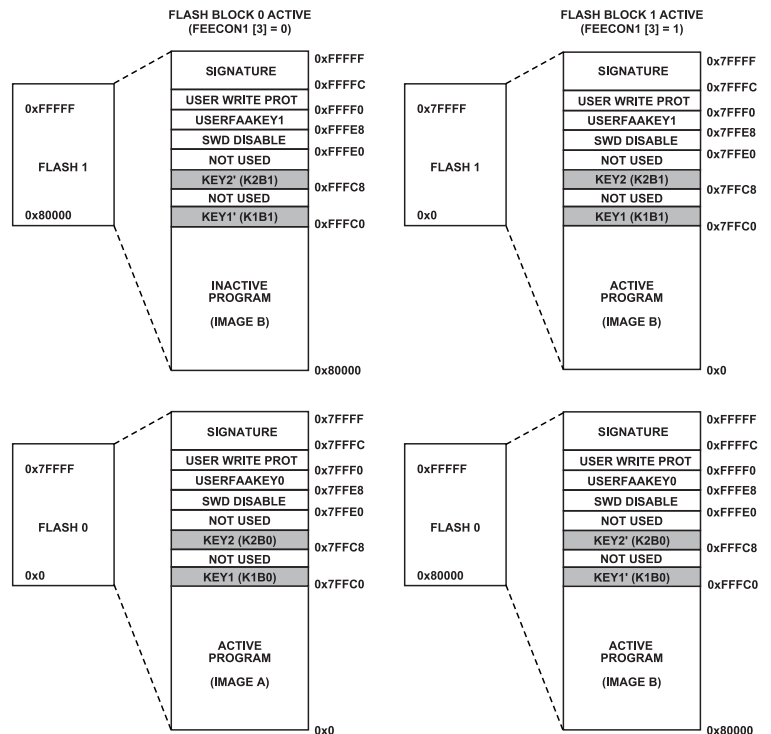 FLASH BLOCK 0 ACTIVE
(FEECON1 [3] = 0)
0xFFFFF
FLASH 1
0x80000
SIGNATURE
USER WRITE PROT
USERFAAKEY1
SWD DISABLE
NOT USED
KEY2' (K2B1)
NOT USED
KEY1' (K1B1)
INACTIVE
PROGRAM
(IMAGE B)
0xFFFFF
0xFFFFC
0xFFFF0
0xFFFE8
0xFFFE0
0xFFFC8
0xFFFC0
0x80000
FLASH BLOCK 1 ACTIVE
(FEECON1 [3] = 1)
0x7FFFF
FLASH 1
0x0
SIGNATURE
USER WRITE PROT
USERFAAKEY1
SWD DISABLE
NOT USED
KEY2 (K2B1)
NOT USED
KEY1 (K1B1)
ACTIVE
PROGRAM
(IMAGE B)
0x7FFFF
0x7FFFC
0x7FFF0
0x7FFE8
0x7FFE0
0x7FFC8
0x7FFC0
0x0
0x7FFFF
FLASH 0
0x0
SIGNATURE
USER WRITE PROT
USERFAAKEY0
SWD DISABLE
NOT USED
KEY2 (K2B0)
NOT USED
KEY1 (K1B0)
ACTIVE
PROGRAM
(IMAGE A)
0x7FFFF
0x7FFFC
0x7FFF0
0x7FFE8
0x7FFE0
0x7FFC8
0x7FFC0
0x0
0xFFFFF
FLASH 0
0x80000
SIGNATURE
USER WRITE PROT
USERFAAKEY0
SWD DISABLE
NOT USED
KEY2' (K2B0)
NOT USED
KEY1' (K1B0)
ACTIVE
PROGRAM
(IMAGE B)
0xFFFFF
0xFFFFC
0xFFFF0
0xFFFE8
0xFFFE0
0xFFFC8
0xFFFC0
0x80000